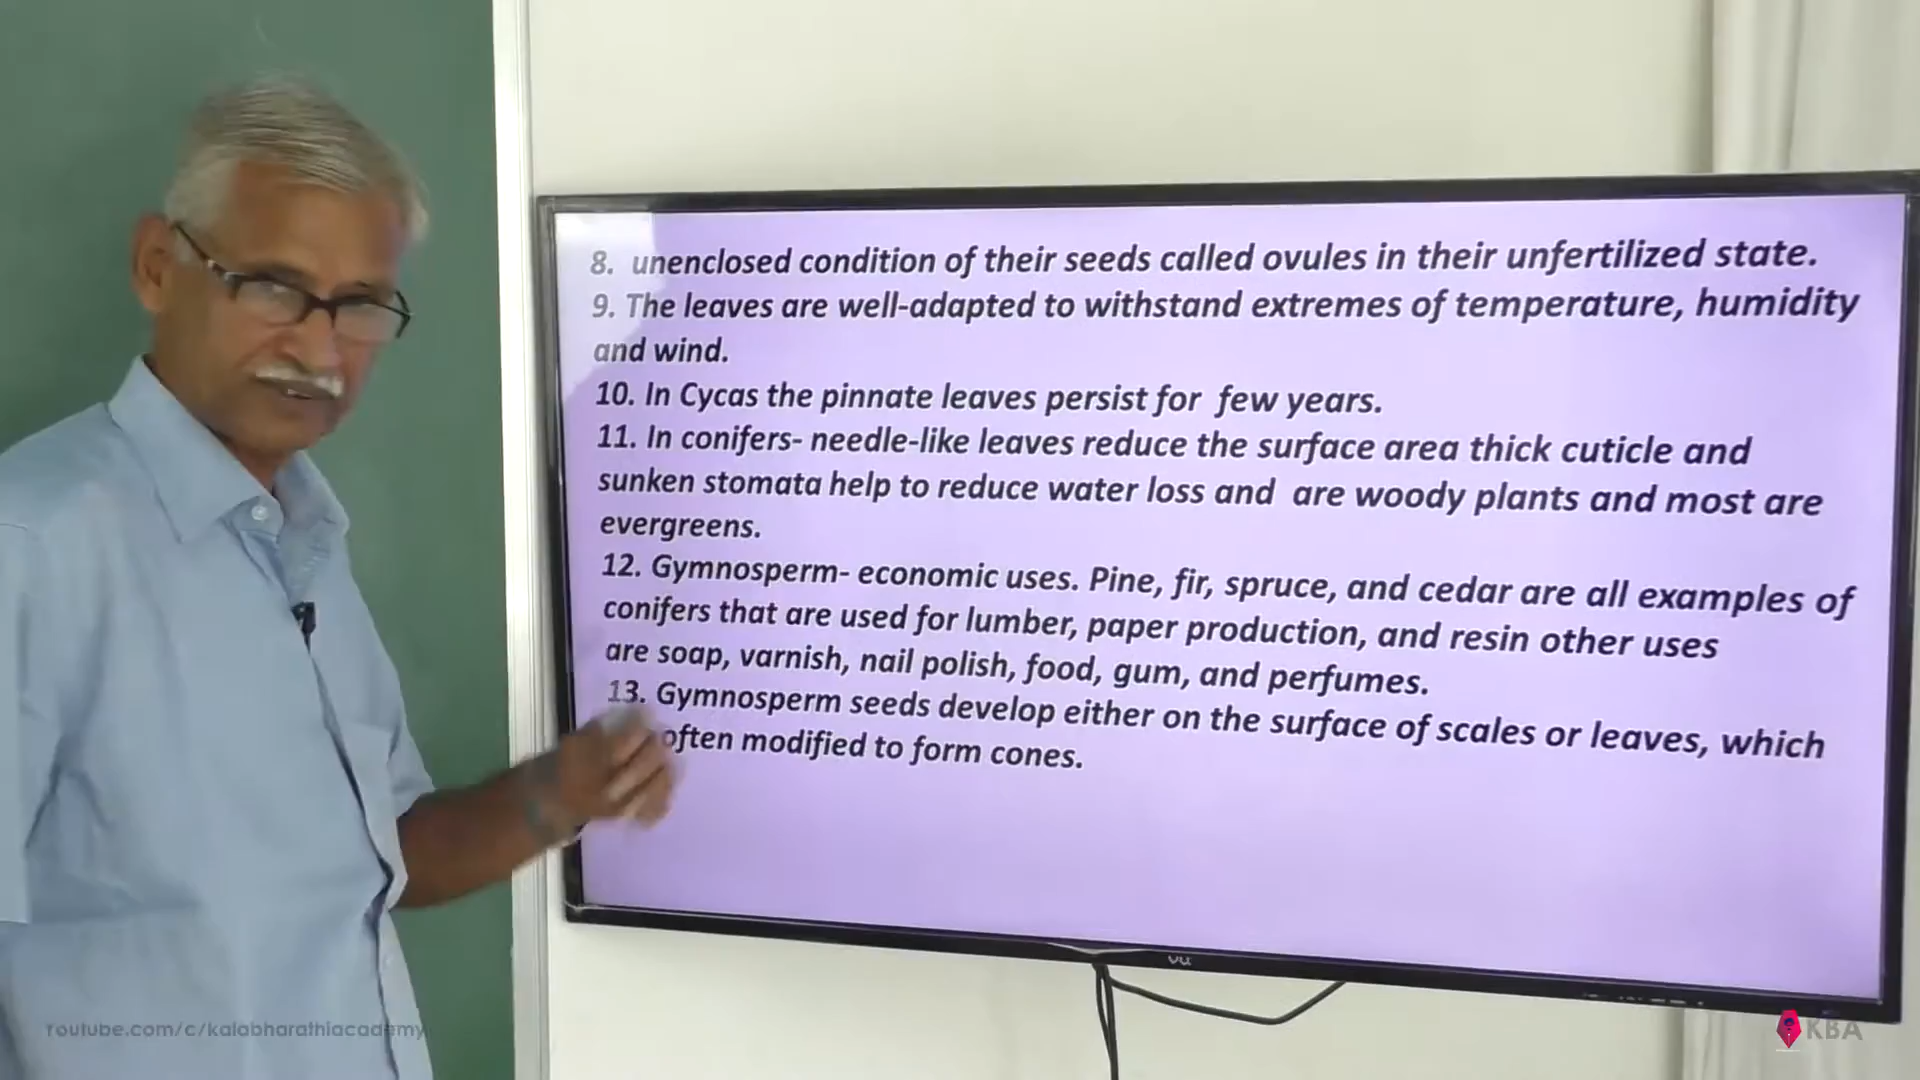 8. unenclosed condition of their seeds called ovules in their unfertilized state.
9. The leaves are well-adapted to withstand extremes of temperature, humidity
and wind.
10. In Cycas the pinnate leaves persist for few years.
11. In conifers- needle-like leaves reduce the surface area thick cuticle and
sunken stomata help to reduce water loss and are woody plants and most are
evergreens.
12. Gymnosperm- economic uses. Pine, fir, spruce, and cedar are all examples of
conifers that are used for lumber, paper production, and resin other uses
are soap, varnish, nail polish, food, gum, and perfumes.
13. Gymnosperm seeds develop either on the surface of scales or leaves, which
often modified to form cones.
vu
Youtube.com/c/kalabharathiacademy
KBA